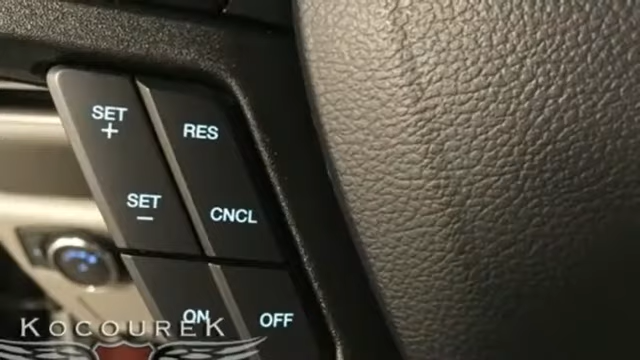 SET
+
RES
SET
−
CNCL
ON
OFF
KOCOUREK